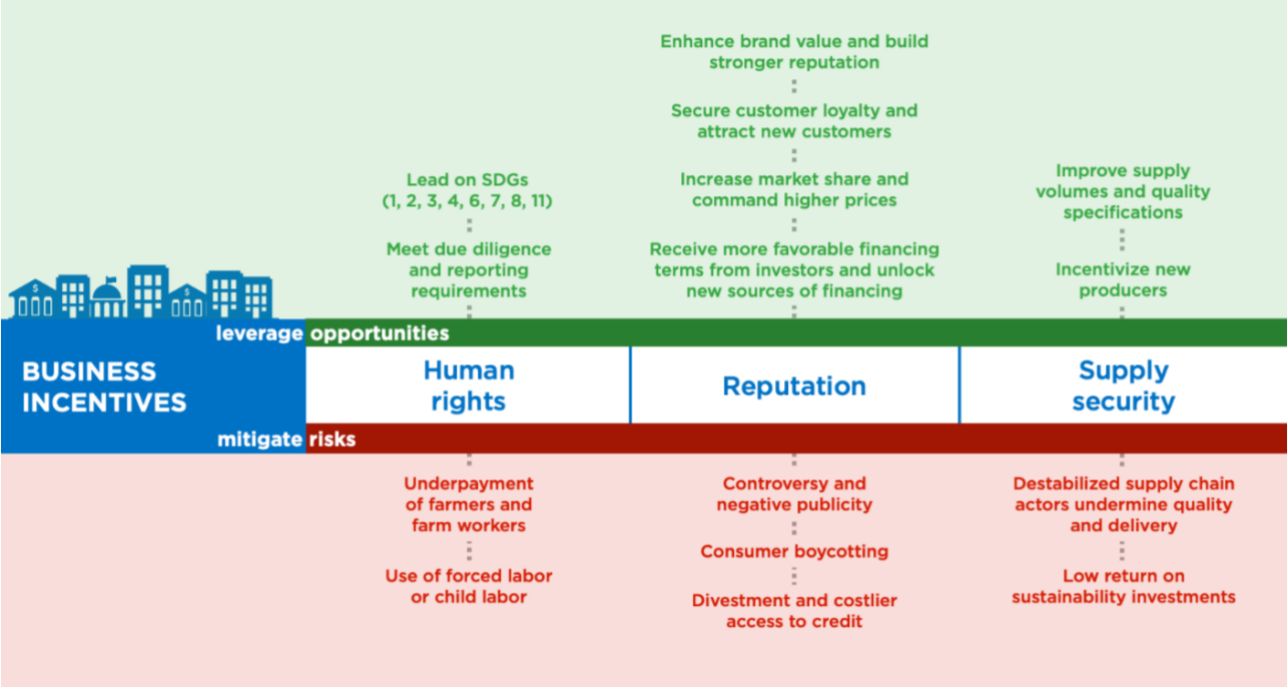 Enhance brand value and build
stronger reputation
Secure customer loyalty and
attract new customers
Lead on SDGs
(1, 2, 3, 4, 6, 7, 8, 11)
Increase market share and
command higher prices
Improve supply
volumes and quality
specifications
Meet due diligence
and reporting
requirements
Receive more favorable financing
terms from investors and unlock
new sources of financing
Incentivize new
producers
$
$
leverage opportunities
BUSINESS
INCENTIVES
Human
rights
Reputation
Supply
security
mitigate risks
Underpayment
of farmers and
farm workers
Controversy and
negative publicity
Destabilized supply chain
actors undermine quality
and delivery
Consumer boycotting
Use of forced labor
or child labor
Divestment and costlier
access to credit
Low return on
sustainability investments